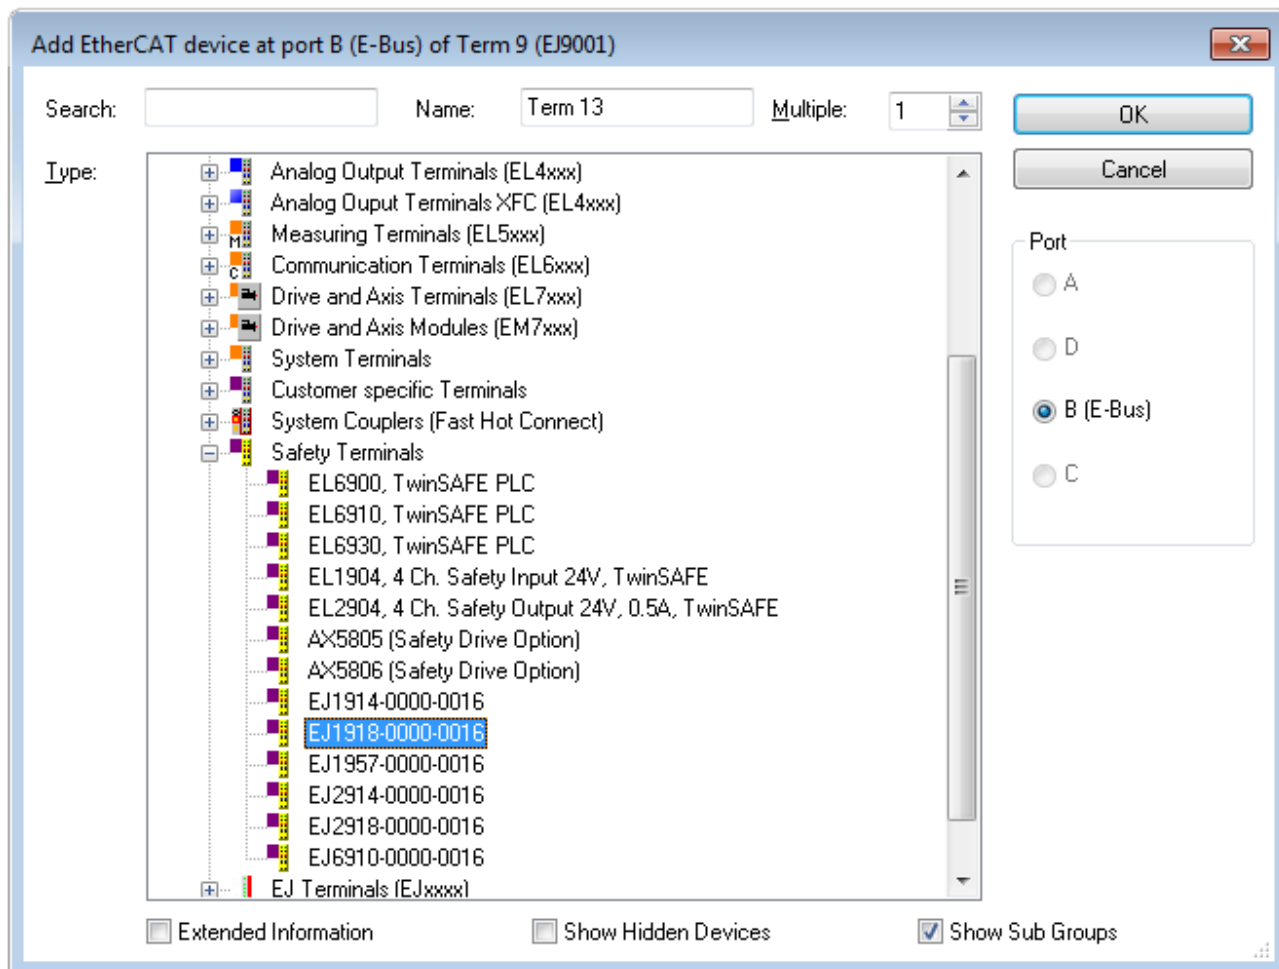 Add EtherCAT device at port B (E-Bus) of Term 9 (EJ9001)
Search: Name: Term 13 Multiple: 1 OK
Type: Cancel
Analog Output Terminals (EL4xxx)
Analog Ouput Terminals XFC (EL4xxx)
Measuring Terminals (EL5xxx)
Communication Terminals (EL6xxx)
Drive and Axis Terminals (EL7xxx)
Drive and Axis Modules (EM7xxx)
System Terminals
Customer specific Terminals
System Couplers (Fast Hot Connect)
Safety Terminals
EL6900, TwinSAFE PLC
EL6910, TwinSAFE PLC
EL6930, TwinSAFE PLC
EL1904, 4 Ch. Safety Input 24V, TwinSAFE
EL2904, 4 Ch. Safety Output 24V, 0.5A, TwinSAFE
AX5805 (Safety Drive Option)
AX5806 (Safety Drive Option)
EJ1914-0000-0016
EJ1918-0000-0016
EJ1957-0000-0016
EJ2914-0000-0016
EJ2918-0000-0016
EJ6910-0000-0016
EJ Terminals (EJxxxx)
Port
A
D
B (E-Bus)
C
Extended Information Show Hidden Devices Show Sub Groups